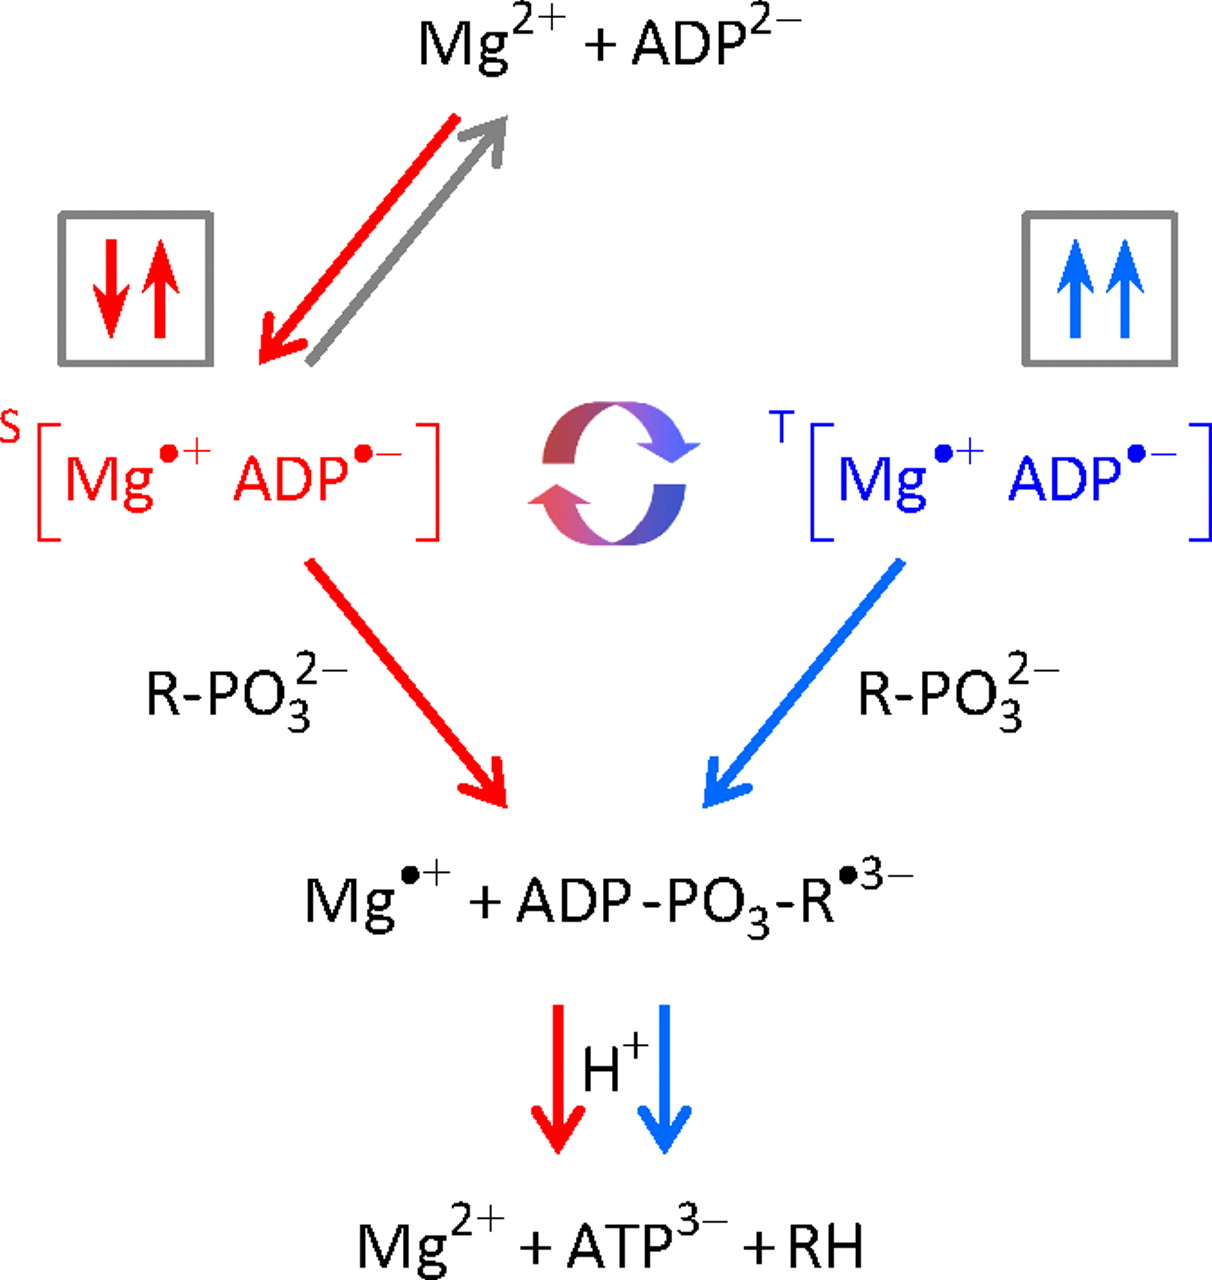 Mg²⁺ + ADP²⁻
S[Mg•⁺ ADP•⁻] T[Mg•⁺ ADP•⁻]
R-PO₃²⁻ R-PO₃²⁻
Mg•⁺ + ADP-PO₃-R•³⁻
H⁺
Mg²⁺ + ATP³⁻ + RH